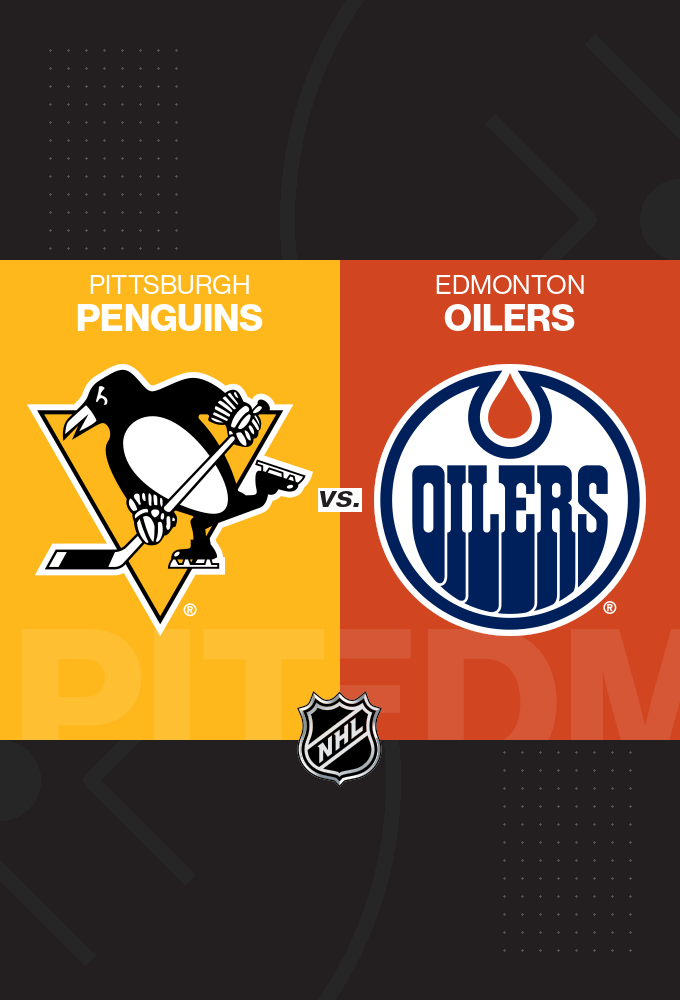 PITTSBURGH
PENGUINS
EDMONTON
OILERS
vs.
OILERS
®
®
PIT
EDM
NHL